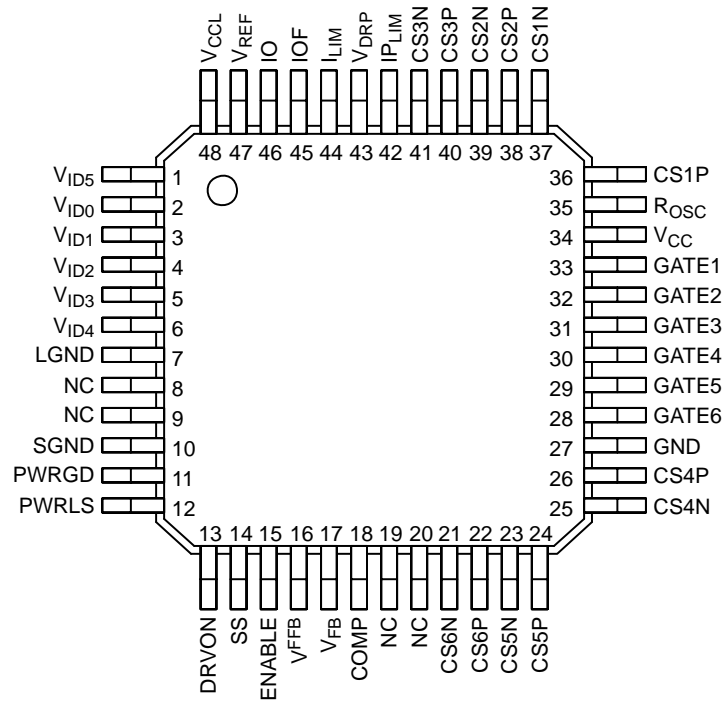 VCCL
VREF
IO
IOF
ILIM
VDRP
IPLIM
CS3N
CS3P
CS2N
CS2P
CS1N
48 47 46 45 44 43 42 41 40 39 38 37
VID5 1
VID0 2
VID1 3
VID2 4
VID3 5
VID4 6
LGND 7
NC 8
NC 9
SGND 10
PWRGD 11
PWRLS 12
36 CS1P
35 ROSC
34 VCC
33 GATE1
32 GATE2
31 GATE3
30 GATE4
29 GATE5
28 GATE6
27 GND
26 CS4P
25 CS4N
13 14 15 16 17 18 19 20 21 22 23 24
DRVON
SS
ENABLE
VFFB
VFB
COMP
NC
NC
CS6N
CS6P
CS5N
CS5P